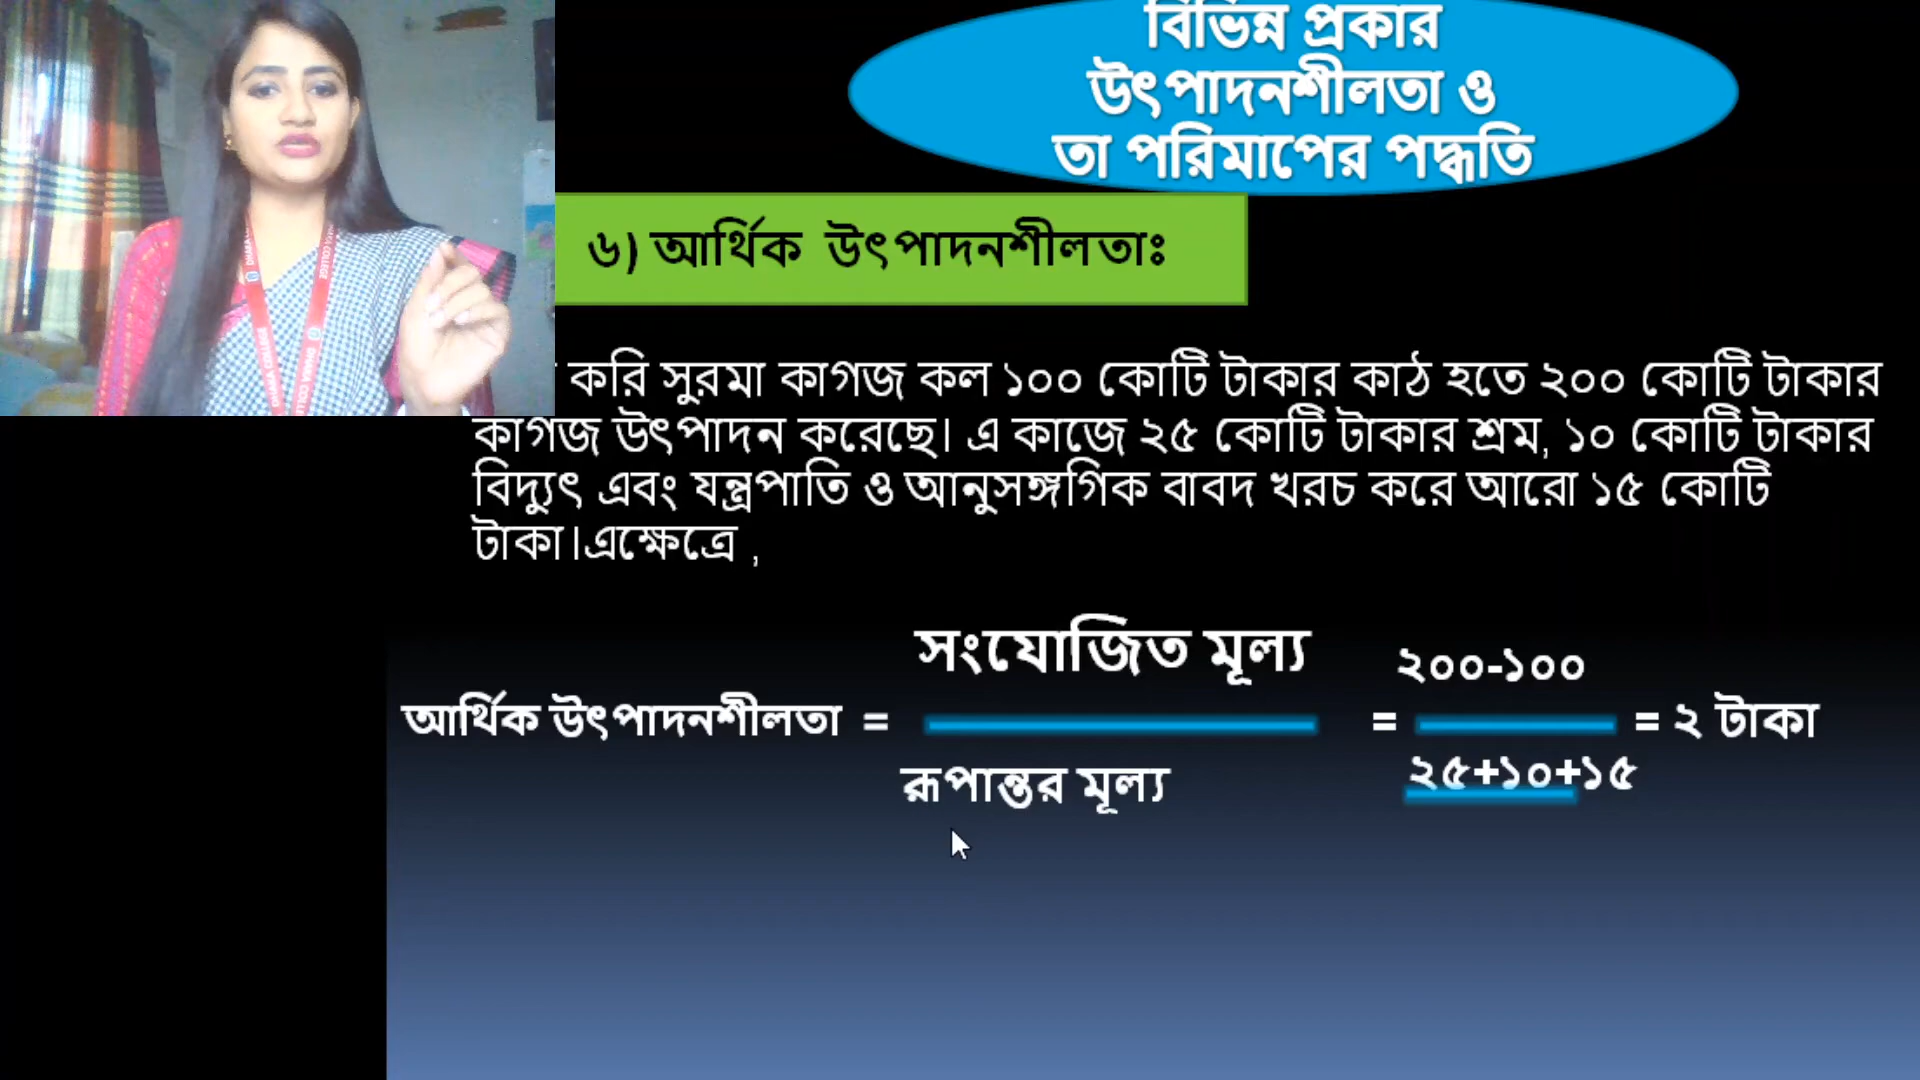 বিভিন্ন প্রকার
উৎপাদনশীলতা ও
তা পরিমাপের পদ্ধতি
৬) আর্থিক উৎপাদনশীলতাঃ
করি সুরমা কাগজ কল ১০০ কোটি টাকার কাঠ হতে ২০০ কোটি টাকার
কাগজ উৎপাদন করেছে। এ কাজে ২৫ কোটি টাকার শ্রম, ১০ কোটি টাকার
বিদ্যুৎ এবং যন্ত্রপাতি ও আনুসঙ্গগিক বাবদ খরচ করে আরো ১৫ কোটি
টাকা।এক্ষেত্রে ,
সংযোজিত মূল্য ২০০-১০০
আর্থিক উৎপাদনশীলতা = = = ২ টাকা
রূপান্তর মূল্য ২৫+১০+১৫